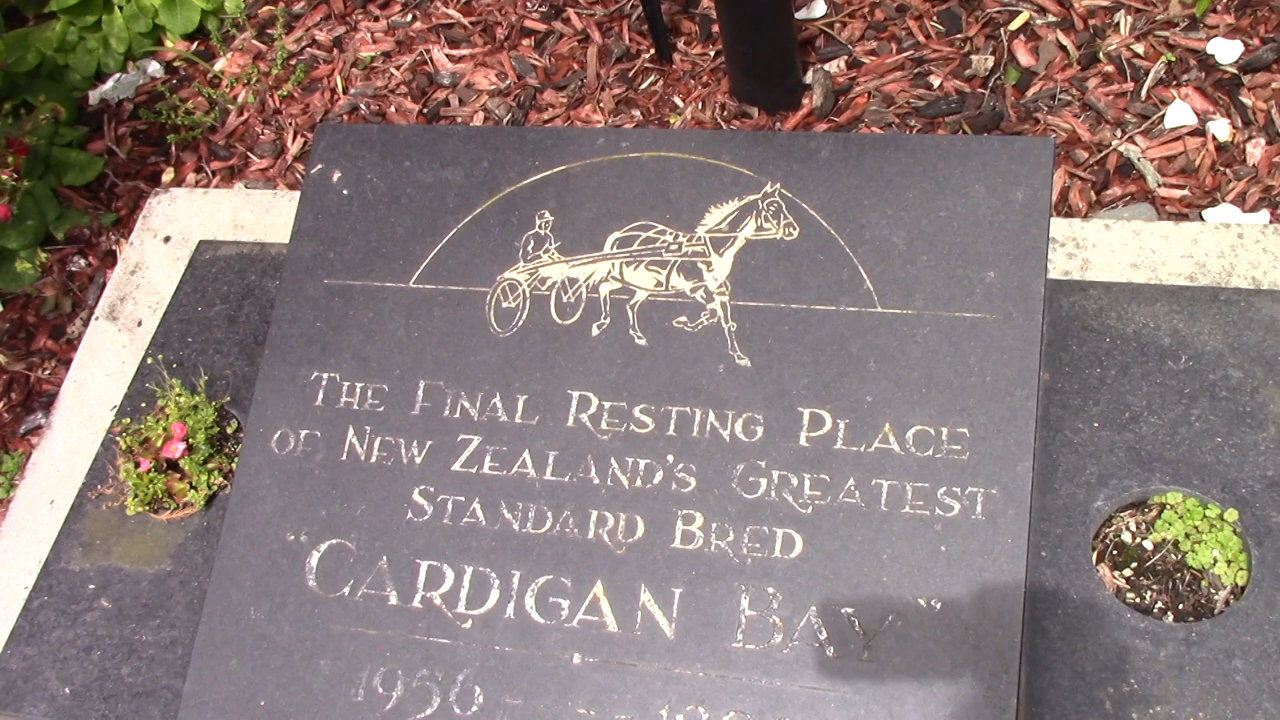 THE FINAL RESTING PLACE
OF NEW ZEALAND'S GREATEST
STANDARD BRED
"CARDIGAN BAY"
1956 -